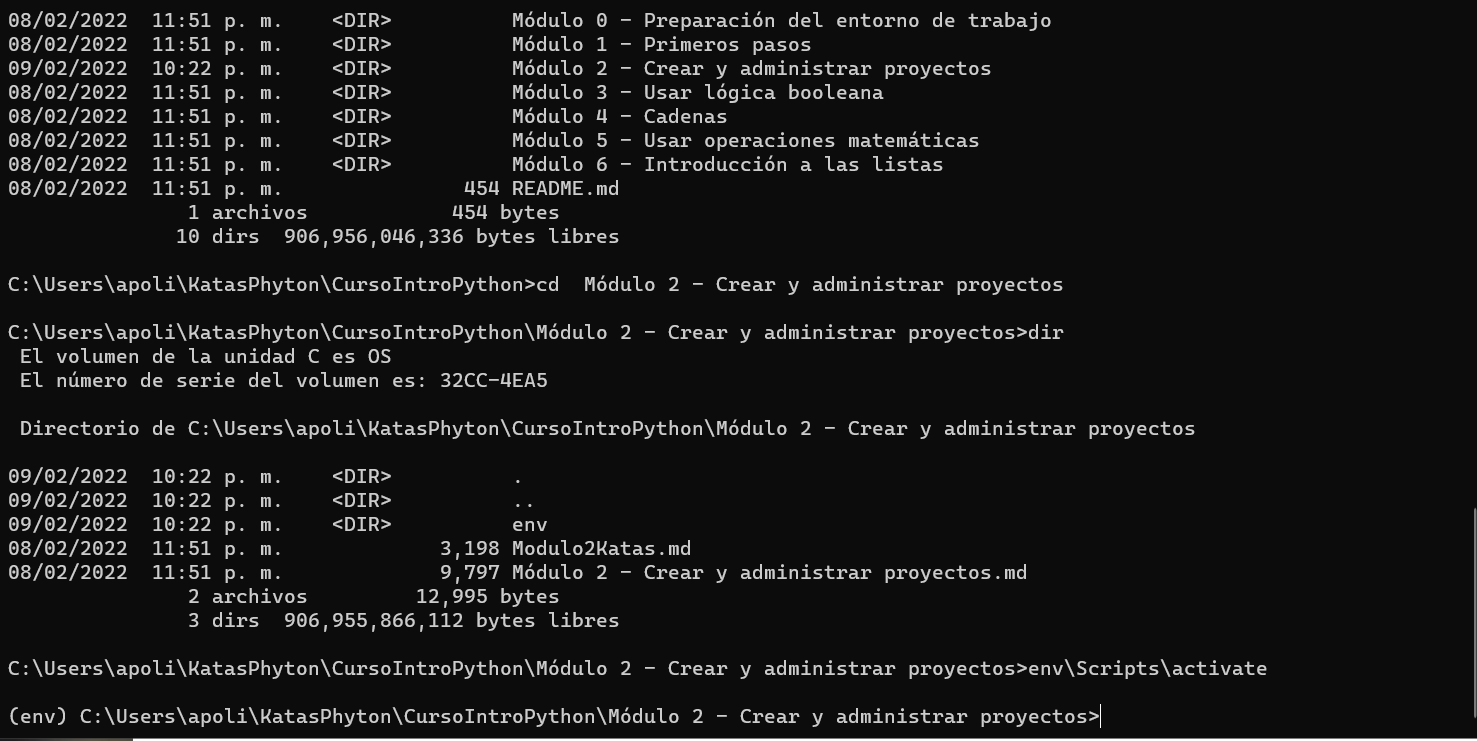 08/02/2022  11:51 p. m.    <DIR>          Módulo 0 - Preparación del entorno de trabajo
08/02/2022  11:51 p. m.    <DIR>          Módulo 1 - Primeros pasos
09/02/2022  10:22 p. m.    <DIR>          Módulo 2 - Crear y administrar proyectos
08/02/2022  11:51 p. m.    <DIR>          Módulo 3 - Usar lógica booleana
08/02/2022  11:51 p. m.    <DIR>          Módulo 4 - Cadenas
08/02/2022  11:51 p. m.    <DIR>          Módulo 5 - Usar operaciones matemáticas
08/02/2022  11:51 p. m.    <DIR>          Módulo 6 - Introducción a las listas
08/02/2022  11:51 p. m.               454 README.md
               1 archivos            454 bytes
              10 dirs  906,956,046,336 bytes libres

C:\Users\apoli\KatasPhyton\CursoIntroPython>cd  Módulo 2 - Crear y administrar proyectos

C:\Users\apoli\KatasPhyton\CursoIntroPython\Módulo 2 - Crear y administrar proyectos>dir
 El volumen de la unidad C es OS
 El número de serie del volumen es: 32CC-4EA5

 Directorio de C:\Users\apoli\KatasPhyton\CursoIntroPython\Módulo 2 - Crear y administrar proyectos

09/02/2022  10:22 p. m.    <DIR>          .
09/02/2022  10:22 p. m.    <DIR>          ..
09/02/2022  10:22 p. m.    <DIR>          env
08/02/2022  11:51 p. m.             3,198 Modulo2Katas.md
08/02/2022  11:51 p. m.             9,797 Módulo 2 - Crear y administrar proyectos.md
               2 archivos         12,995 bytes
               3 dirs  906,955,866,112 bytes libres

C:\Users\apoli\KatasPhyton\CursoIntroPython\Módulo 2 - Crear y administrar proyectos>env\Scripts\activate

(env) C:\Users\apoli\KatasPhyton\CursoIntroPython\Módulo 2 - Crear y administrar proyectos>